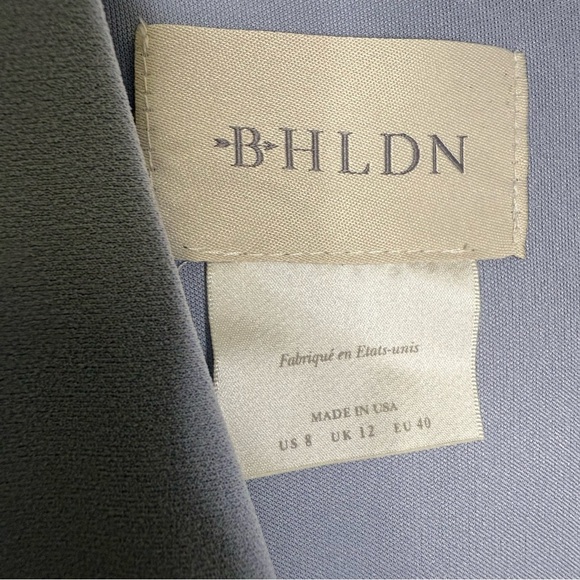 BHLDN
Fabriqué en Etats-unis
MADE IN USA
US 8 UK 12 EU 40